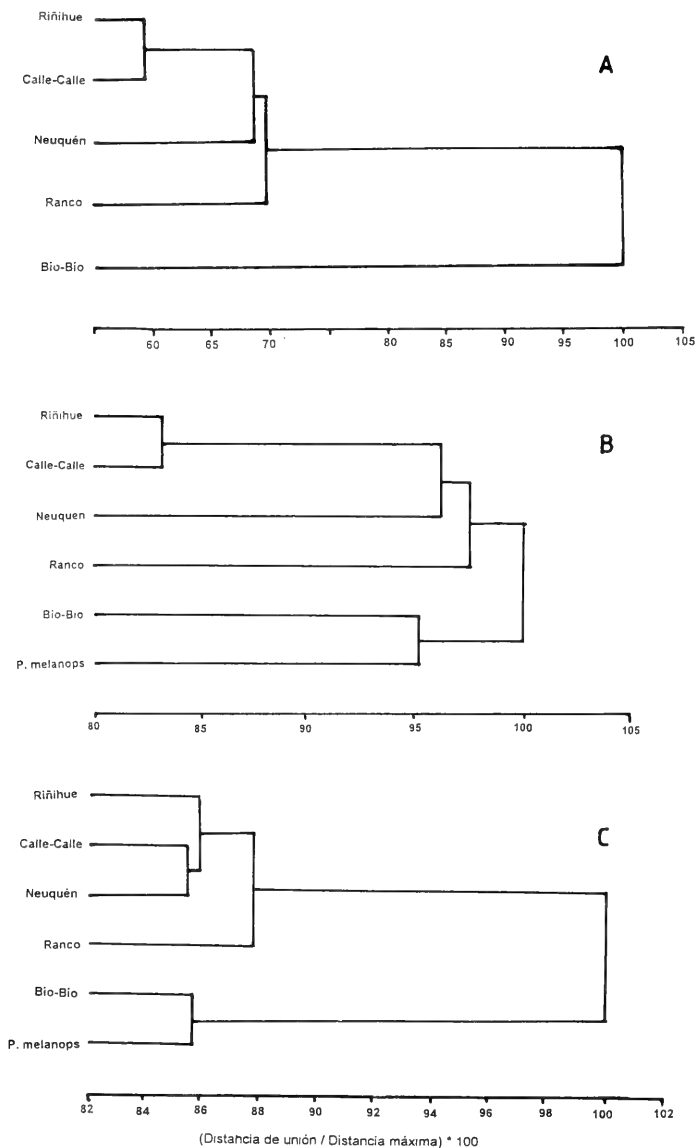 Riñihue
A
Calle-Calle
Neuquén
Ranco
Bio-Bio
60 65 70 80 85 90 95 100 105
Riñihue
B
Calle-Calle
Neuquen
Ranco
Bio-Bio
P. melanops
80 85 90 95 100 105
Riñihue
C
Calle-Calle
Neuquén
Ranco
Bio-Bio
P. melanops
82 84 86 88 90 92 94 96 98 100 102
(Distahcia de unión / Distancia máxima) * 100